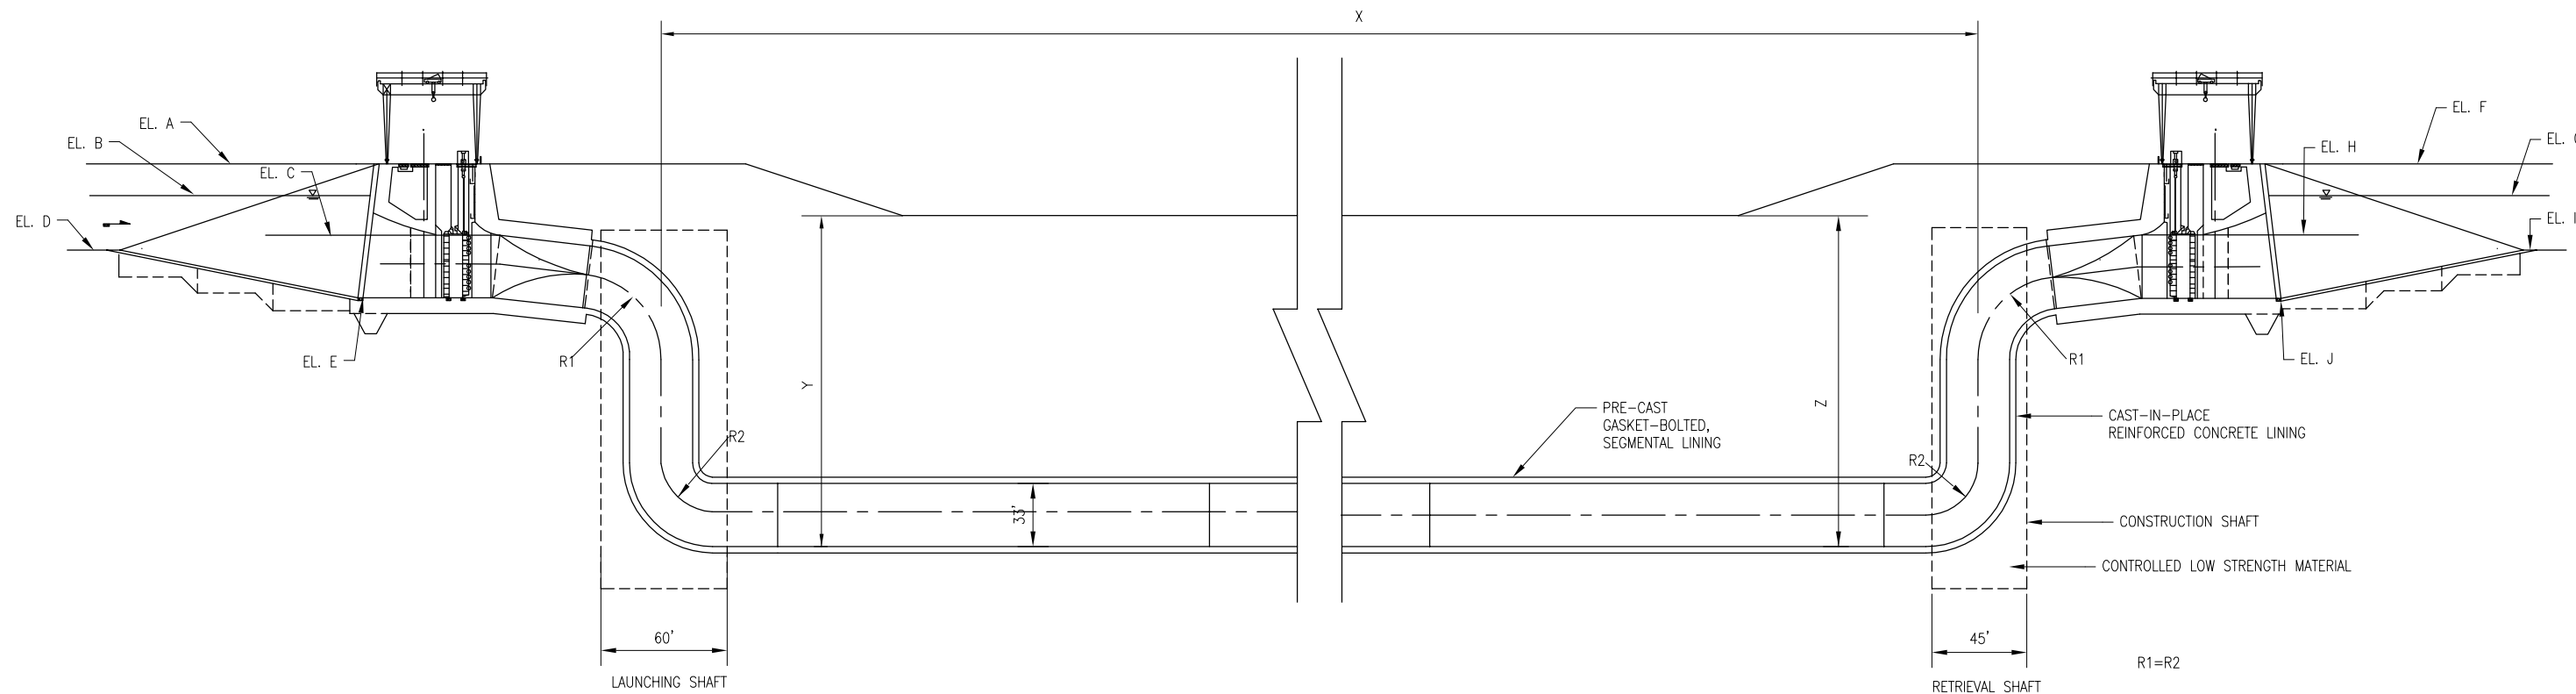 X
EL. A
EL. B
EL. C
EL. D
EL. E
EL. F
EL. H
EL. J
R1
R2
Y
33'
PRE-CAST
GASKET-BOLTED,
SEGMENTAL LINING
Z
R1
R2
CAST-IN-PLACE
REINFORCED CONCRETE LINING
CONSTRUCTION SHAFT
CONTROLLED LOW STRENGTH MATERIAL
60'
LAUNCHING SHAFT
45'
RETRIEVAL SHAFT
R1=R2